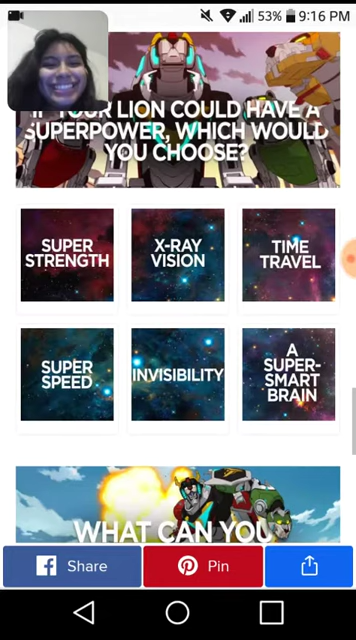 53% 9:16 PM
IF YOUR LION COULD HAVE A
SUPERPOWER, WHICH WOULD
YOU CHOOSE?
SUPER
STRENGTH
X-RAY
VISION
TIME
TRAVEL
SUPER
SPEED
INVISIBILITY
A
SUPER-
SMART
BRAIN
WHAT CAN YOU
Share
Pin